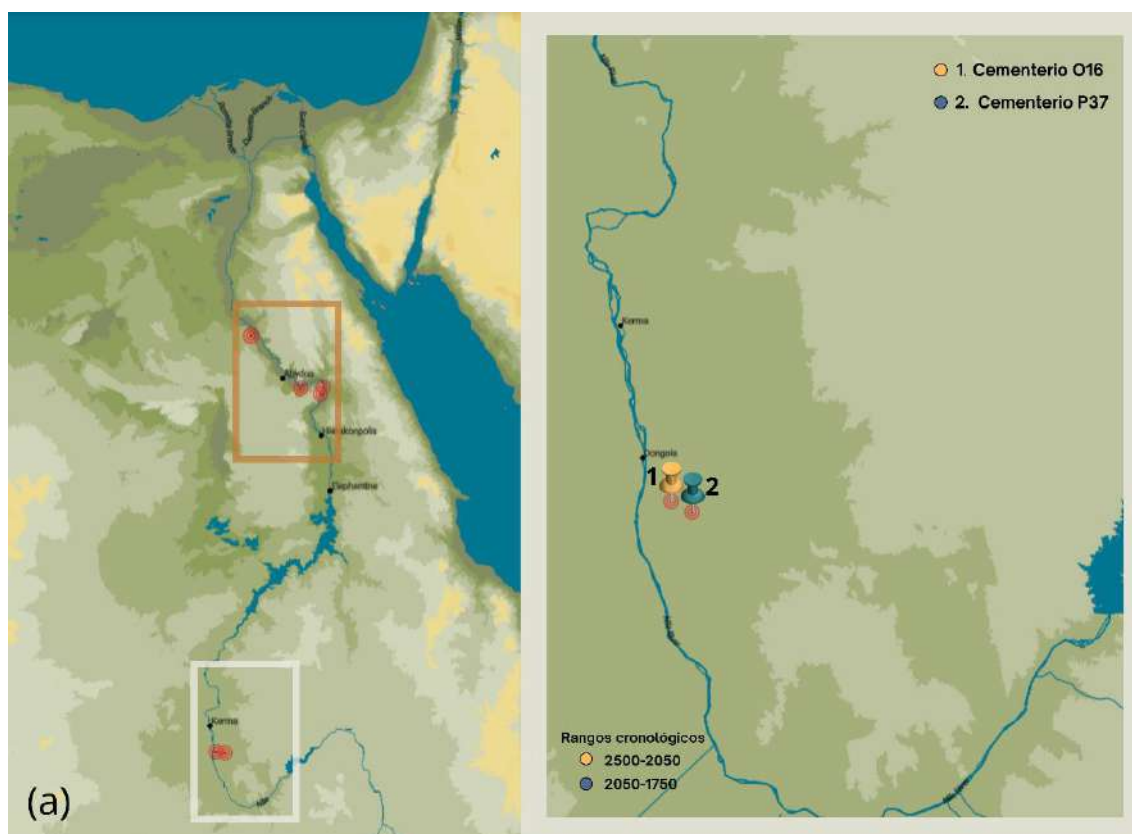 Kerma
Hierakonpolis
Elephantine
Kerma
Nile
(a)
1. Cementerio O16
2. Cementerio P37
Dongola
1
2
Rangos cronológicos
2500-2050
2050-1750